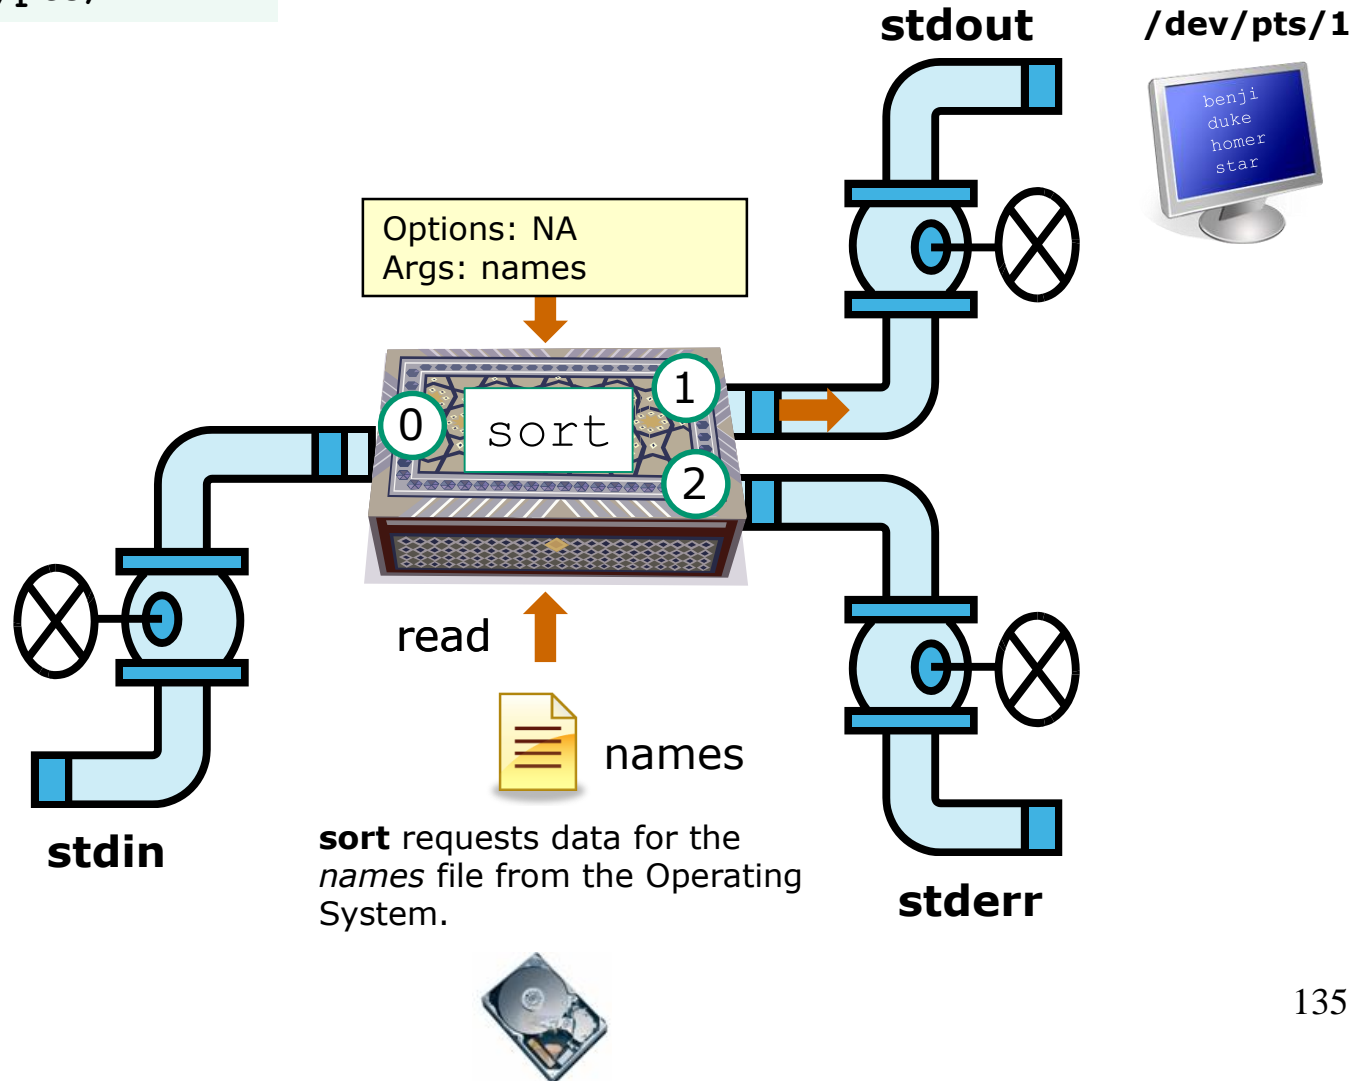 stdout
/dev/pts/1
benji
duke
homer
star
Options: NA
Args: names
0
1
sort
2
read
names
stdin
sort requests data for the
names file from the Operating
System.
stderr
135